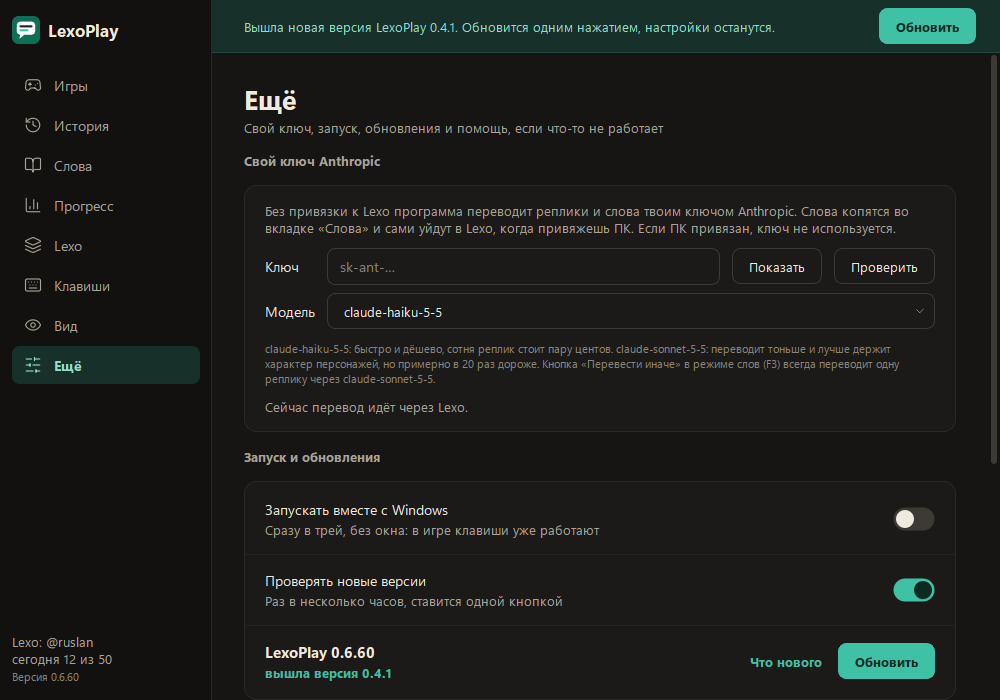 LexoPlay
Игры
История
Слова
Прогресс
Lexo
Клавиши
Вид
Ещё
Lexo: @ruslan
сегодня 12 из 50
Версия 0.6.60
Вышла новая версия LexoPlay 0.4.1. Обновится одним нажатием, настройки останутся.
Обновить
Ещё
Свой ключ, запуск, обновления и помощь, если что-то не работает
Свой ключ Anthropic
Без привязки к Lexo программа переводит реплики и слова твоим ключом Anthropic. Слова копятся во
вкладке «Слова» и сами уйдут в Lexo, когда привяжешь ПК. Если ПК привязан, ключ не используется.
Ключ
sk-ant-...
Показать
Проверить
Модель
claude-haiku-5-5
claude-haiku-5-5: быстро и дёшево, сотня реплик стоит пару центов. claude-sonnet-5-5: переводит тоньше и лучше держит
характер персонажей, но примерно в 20 раз дороже. Кнопка «Перевести иначе» в режиме слов (F3) всегда переводит одну
реплику через claude-sonnet-5-5.
Сейчас перевод идёт через Lexo.
Запуск и обновления
Запускать вместе с Windows
Сразу в трей, без окна: в игре клавиши уже работают
Проверять новые версии
Раз в несколько часов, ставится одной кнопкой
LexoPlay 0.6.60
вышла версия 0.4.1
Что нового
Обновить